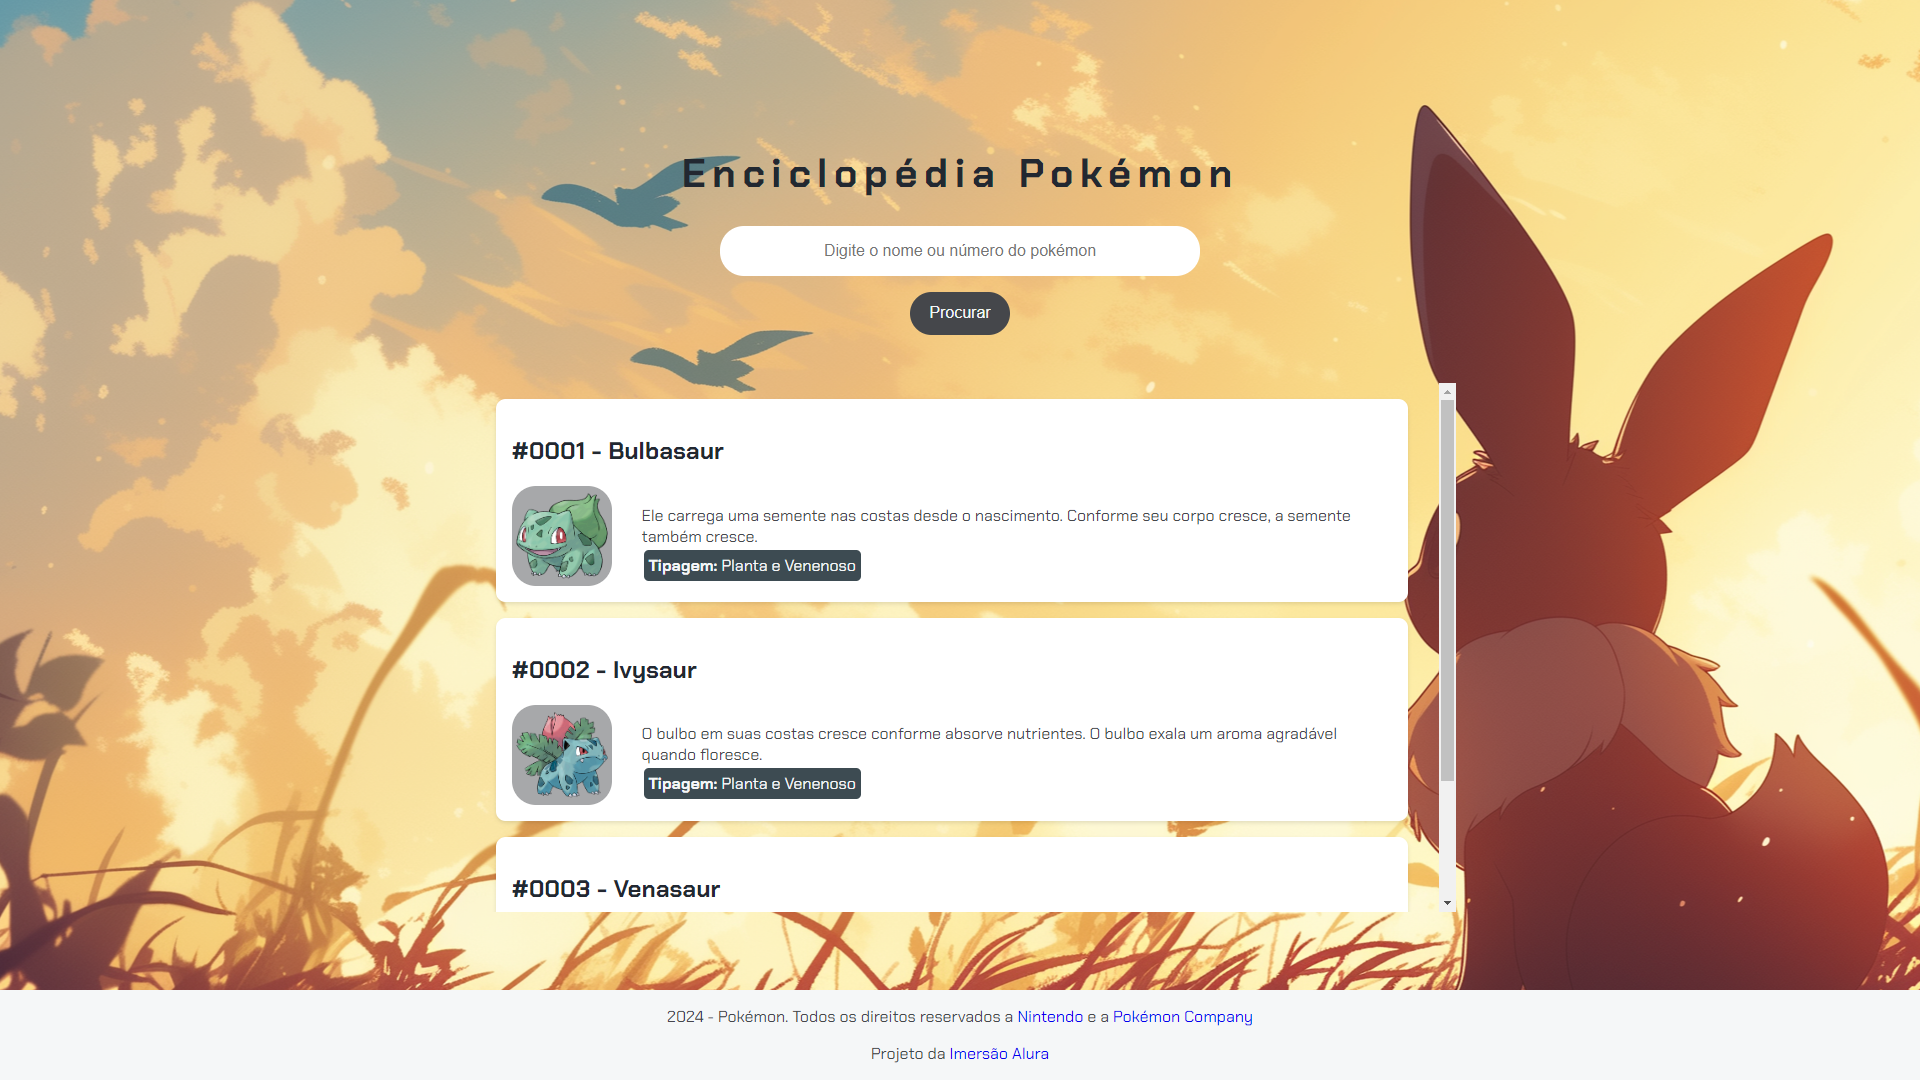 Enciclopédia Pokémon
Digite o nome ou número do pokémon
Procurar
#0001 - Bulbasaur
Ele carrega uma semente nas costas desde o nascimento. Conforme seu corpo cresce, a semente
também cresce.
Tipagem: Planta e Venenoso
#0002 - Ivysaur
O bulbo em suas costas cresce conforme absorve nutrientes. O bulbo exala um aroma agradável
quando floresce.
Tipagem: Planta e Venenoso
#0003 - Venasaur
2024 - Pokémon. Todos os direitos reservados a Nintendo e a Pokémon Company
Projeto da Imersão Alura